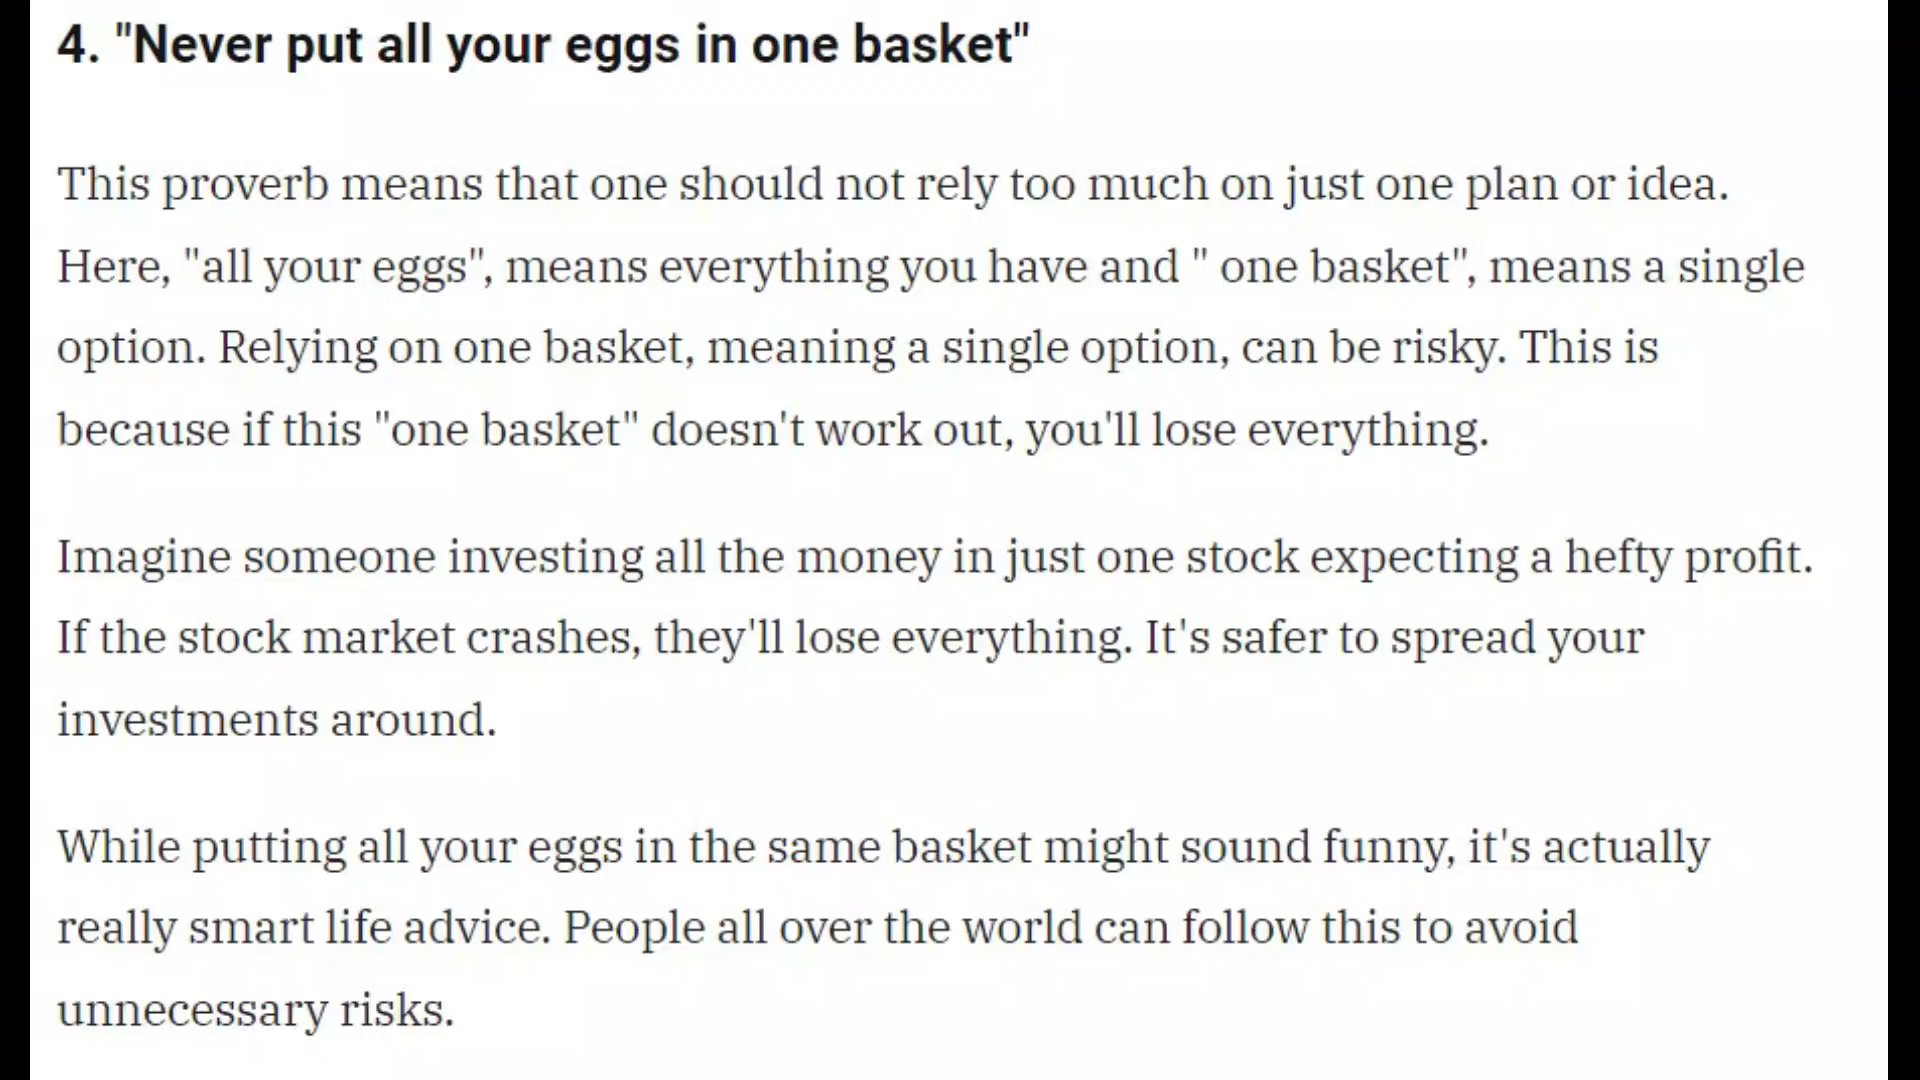 4. "Never put all your eggs in one basket"
This proverb means that one should not rely too much on just one plan or idea.
Here, "all your eggs", means everything you have and " one basket", means a single
option. Relying on one basket, meaning a single option, can be risky. This is
because if this "one basket" doesn't work out, you'll lose everything.
Imagine someone investing all the money in just one stock expecting a hefty profit.
If the stock market crashes, they'll lose everything. It's safer to spread your
investments around.
While putting all your eggs in the same basket might sound funny, it's actually
really smart life advice. People all over the world can follow this to avoid
unnecessary risks.